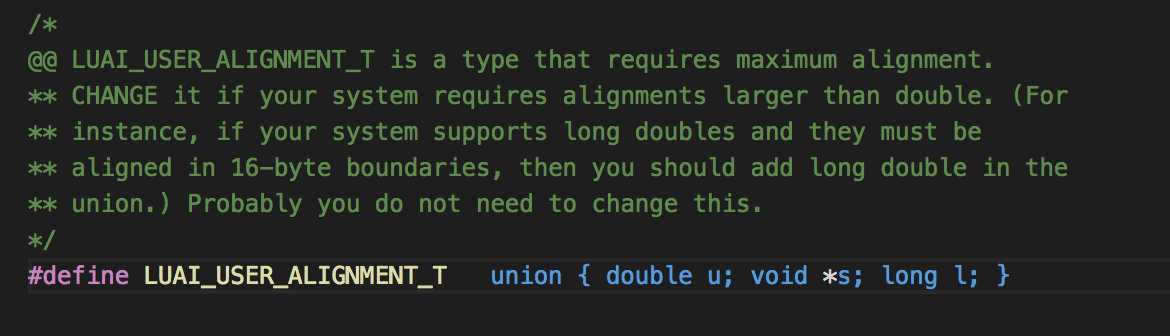 /*
@@ LUAI_USER_ALIGNMENT_T is a type that requires maximum alignment.
** CHANGE it if your system requires alignments larger than double. (For
** instance, if your system supports long doubles and they must be
** aligned in 16-byte boundaries, then you should add long double in the
** union.) Probably you do not need to change this.
*/
#define LUAI_USER_ALIGNMENT_T   union { double u; void *s; long l; }